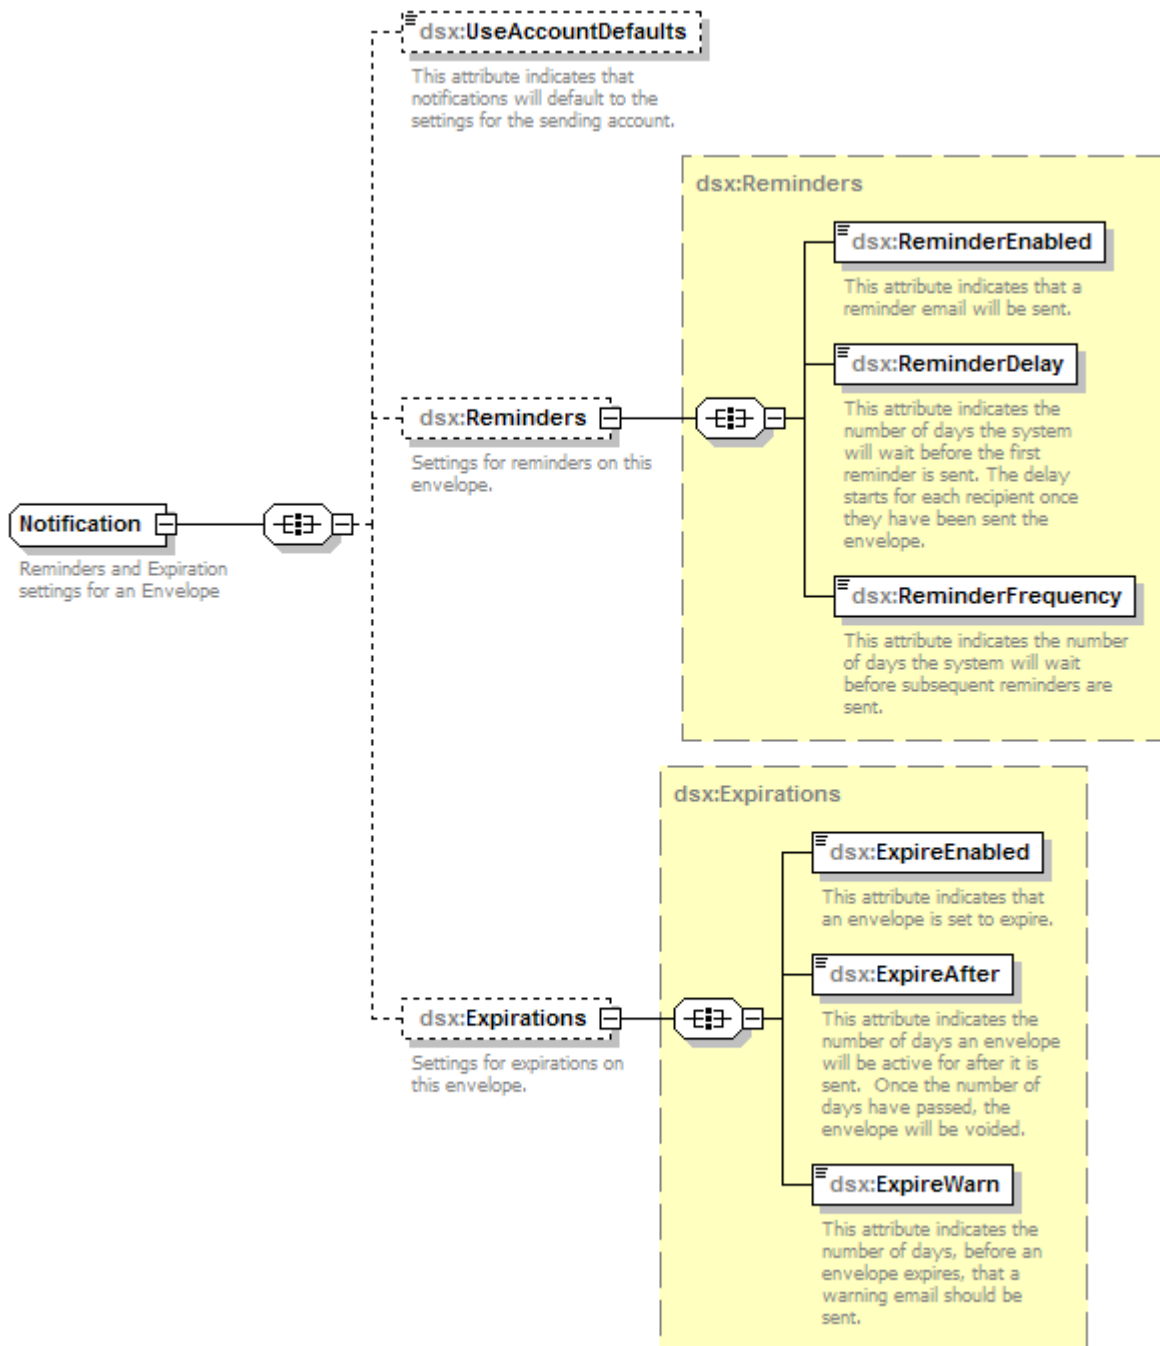 dsx:UseAccountDefaults
This attribute indicates that
notifications will default to the
settings for the sending account.
dsx:Reminders
dsx:ReminderEnabled
This attribute indicates that a
reminder email will be sent.
dsx:ReminderDelay
This attribute indicates the
number of days the system
will wait before the first
reminder is sent. The delay
starts for each recipient once
they have been sent the
envelope.
dsx:Reminders
Settings for reminders on this
envelope.
Notification
Reminders and Expiration
settings for an Envelope
dsx:ReminderFrequency
This attribute indicates the number
of days the system will wait
before subsequent reminders are
sent.
dsx:Expirations
dsx:ExpireEnabled
This attribute indicates that
an envelope is set to expire.
dsx:ExpireAfter
This attribute indicates the
number of days an envelope
will be active for after it is
sent.  Once the number of
days have passed, the
envelope will be voided.
dsx:Expirations
Settings for expirations on
this envelope.
dsx:ExpireWarn
This attribute indicates the
number of days, before an
envelope expires, that a
warning email should be
sent.